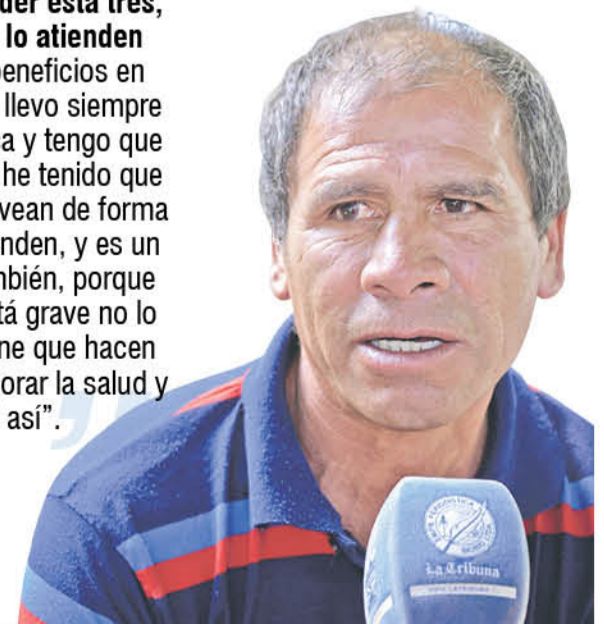 der esta tres,
lo atienden
beneficios en
llevo siempre
a y tengo que
he tenido que
vean de forma
nden, y es un
mbién, porque
tá grave no lo
ne que hacen
orar la salud y
así”.
La Tribuna